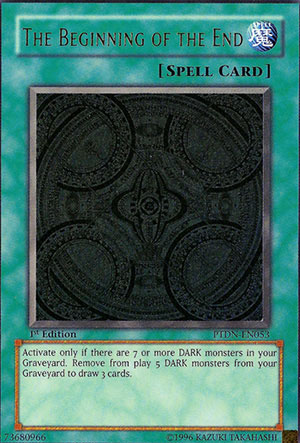 THE BEGINNING OF THE END
魔
[SPELL CARD]
1st Edition
PTDN-EN053
Activate only if there are 7 or more DARK monsters in your
Graveyard. Remove from play 5 DARK monsters from your
Graveyard to draw 3 cards.
73680966
©1996 KAZUKI TAKAHASHI